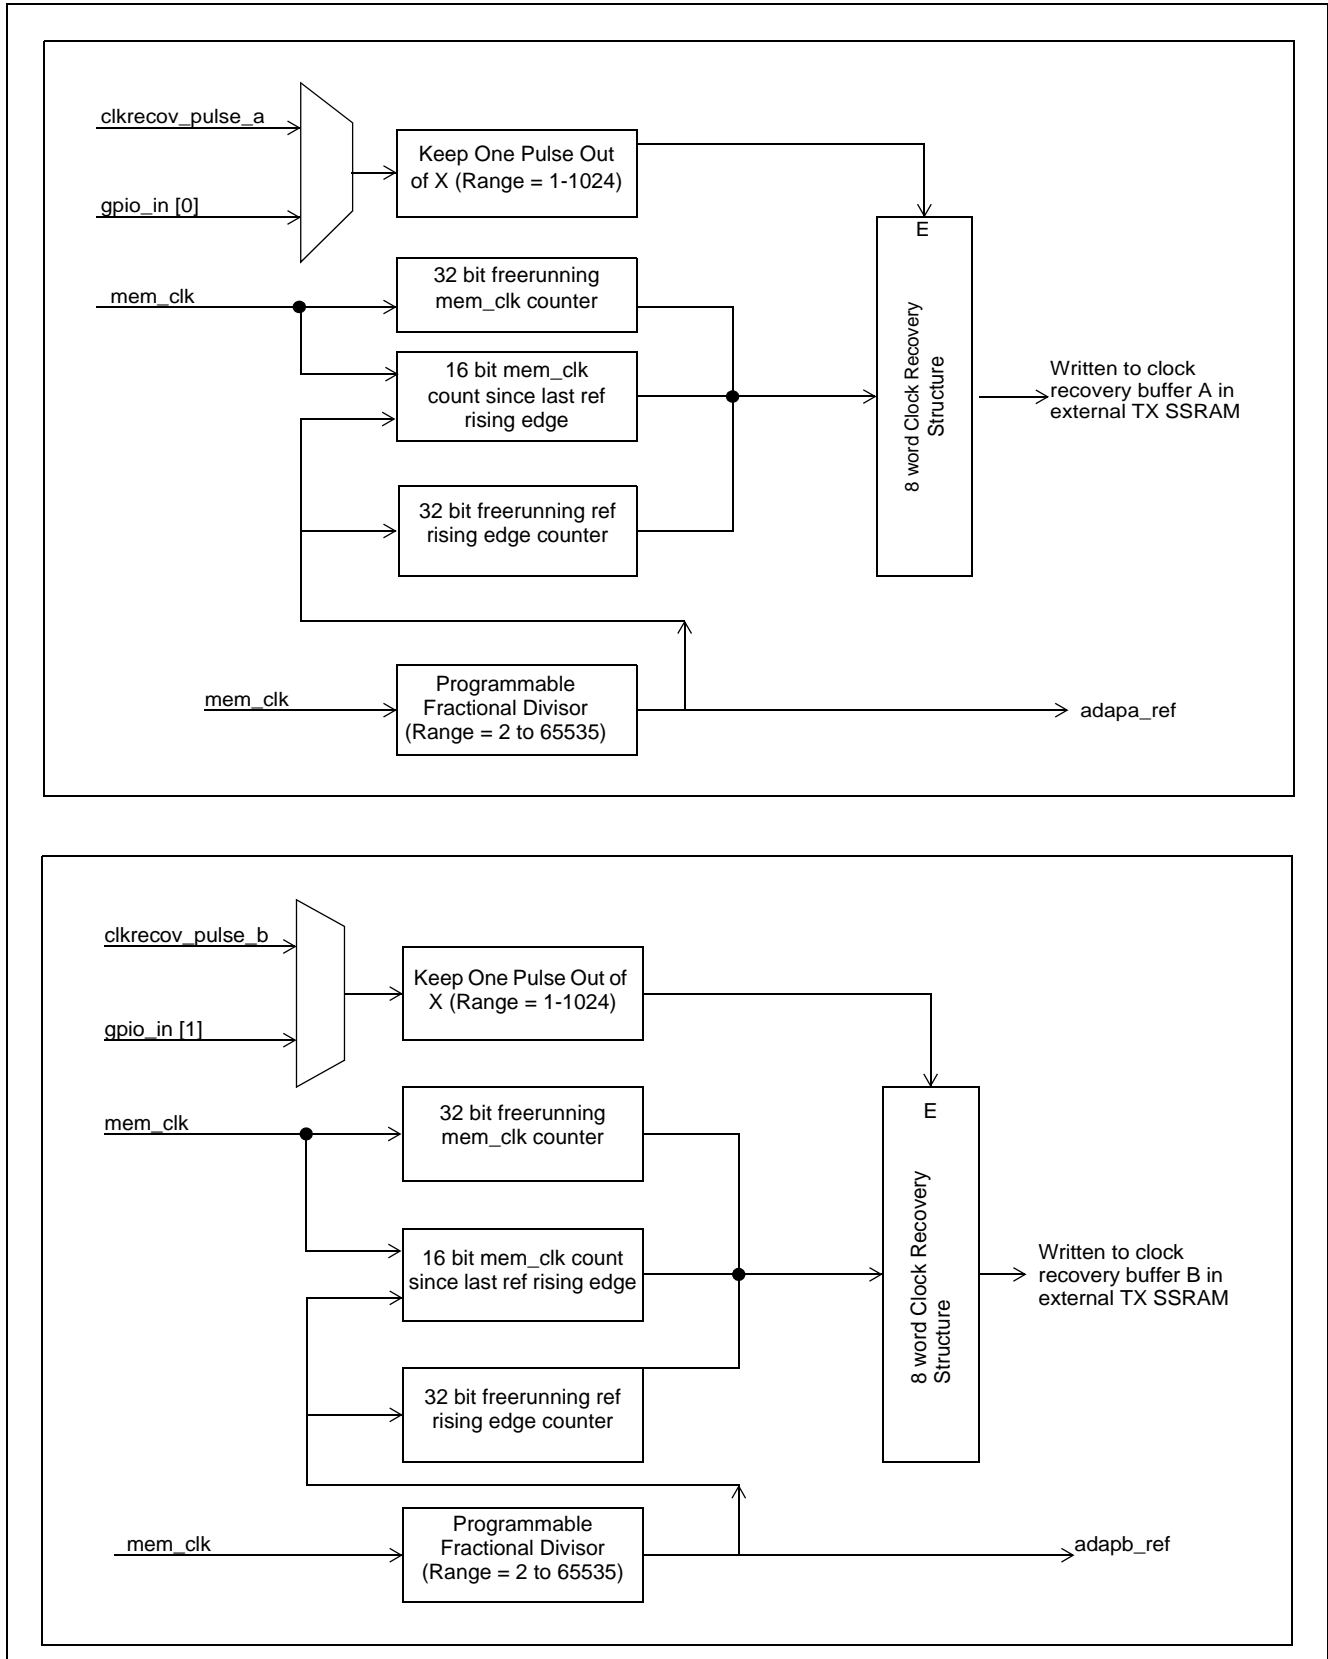 clkrecov_pulse_a
gpio_in [0]
mem_clk
Keep One Pulse Out
of X (Range = 1-1024)
32 bit freerunning
mem_clk counter
16 bit mem_clk
count since last ref
rising edge
32 bit freerunning ref
rising edge counter
E
8 word Clock Recovery
Structure
Written to clock
recovery buffer A in
external TX SSRAM
mem_clk
Programmable
Fractional Divisor
(Range = 2 to 65535)
adapa_ref
clkrecov_pulse_b
gpio_in [1]
mem_clk
Keep One Pulse Out of
X (Range = 1-1024)
32 bit freerunning
mem_clk counter
16 bit mem_clk count
since last ref rising edge
32 bit freerunning ref
rising edge counter
E
8 word Clock Recovery
Structure
Written to clock
recovery buffer B in
external TX SSRAM
mem_clk
Programmable
Fractional Divisor
(Range = 2 to 65535)
adapb_ref